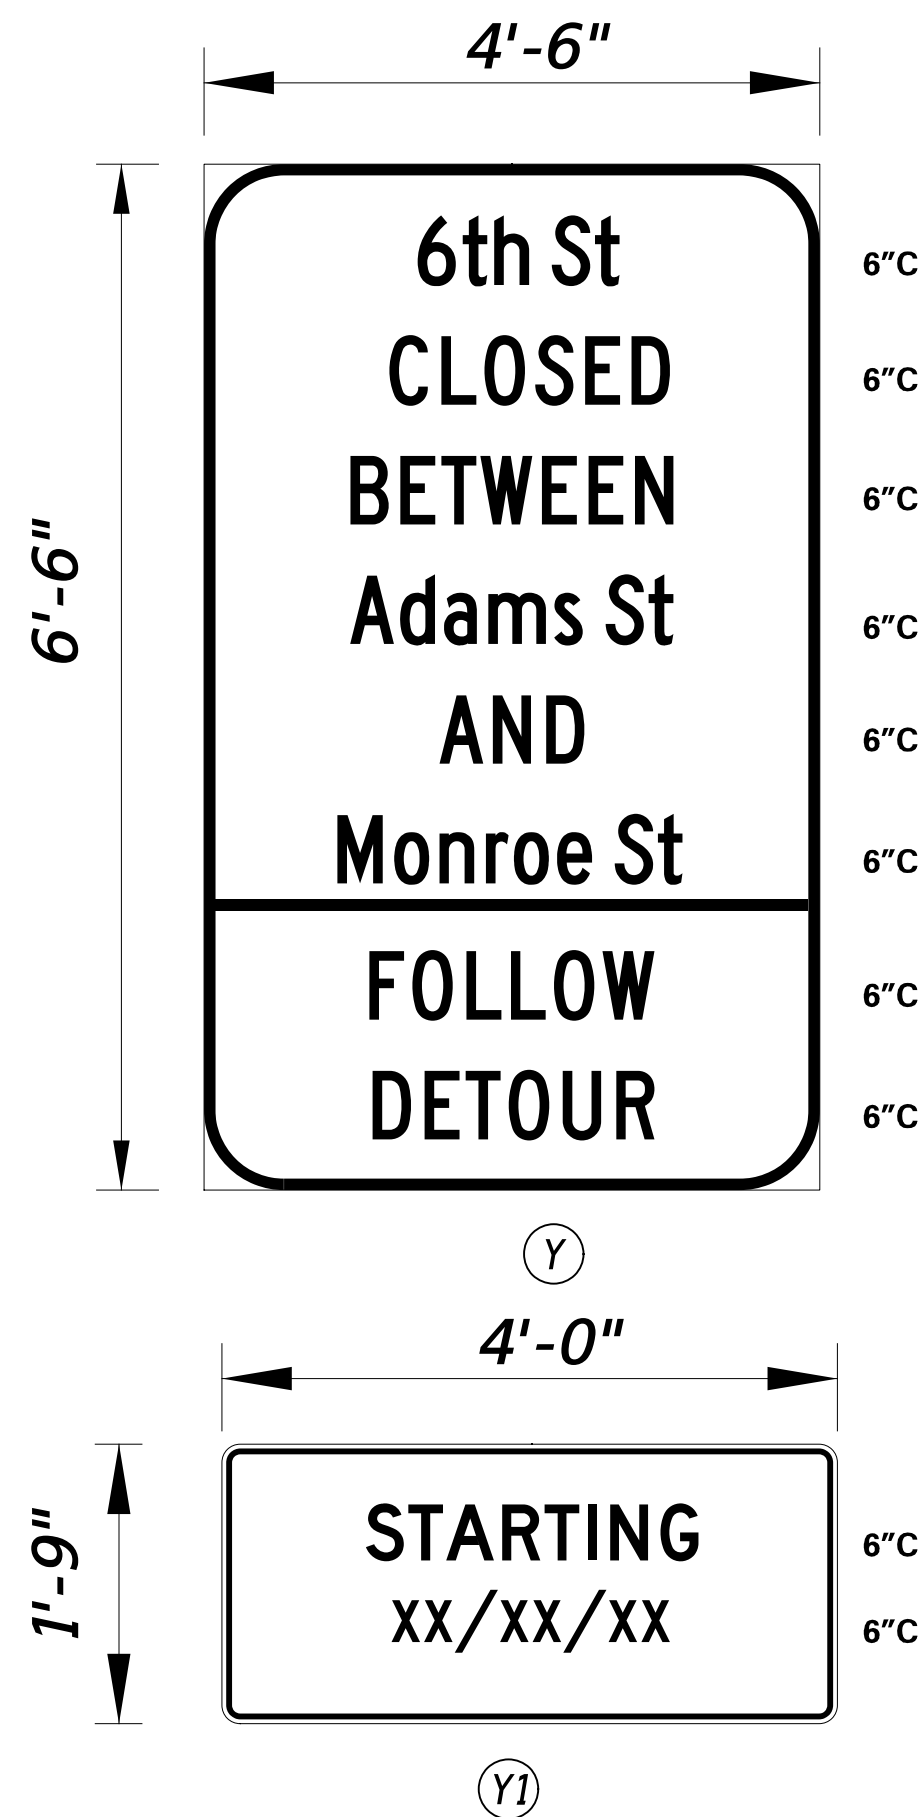 4'-6"
6th St 6"C
CLOSED 6"C
BETWEEN 6"C
6'-6"
Adams St 6"C
AND 6"C
Monroe St 6"C
FOLLOW 6"C
DETOUR 6"C
Y
4'-0"
1'-9"
STARTING 6"C
XX/XX/XX 6"C
Y1